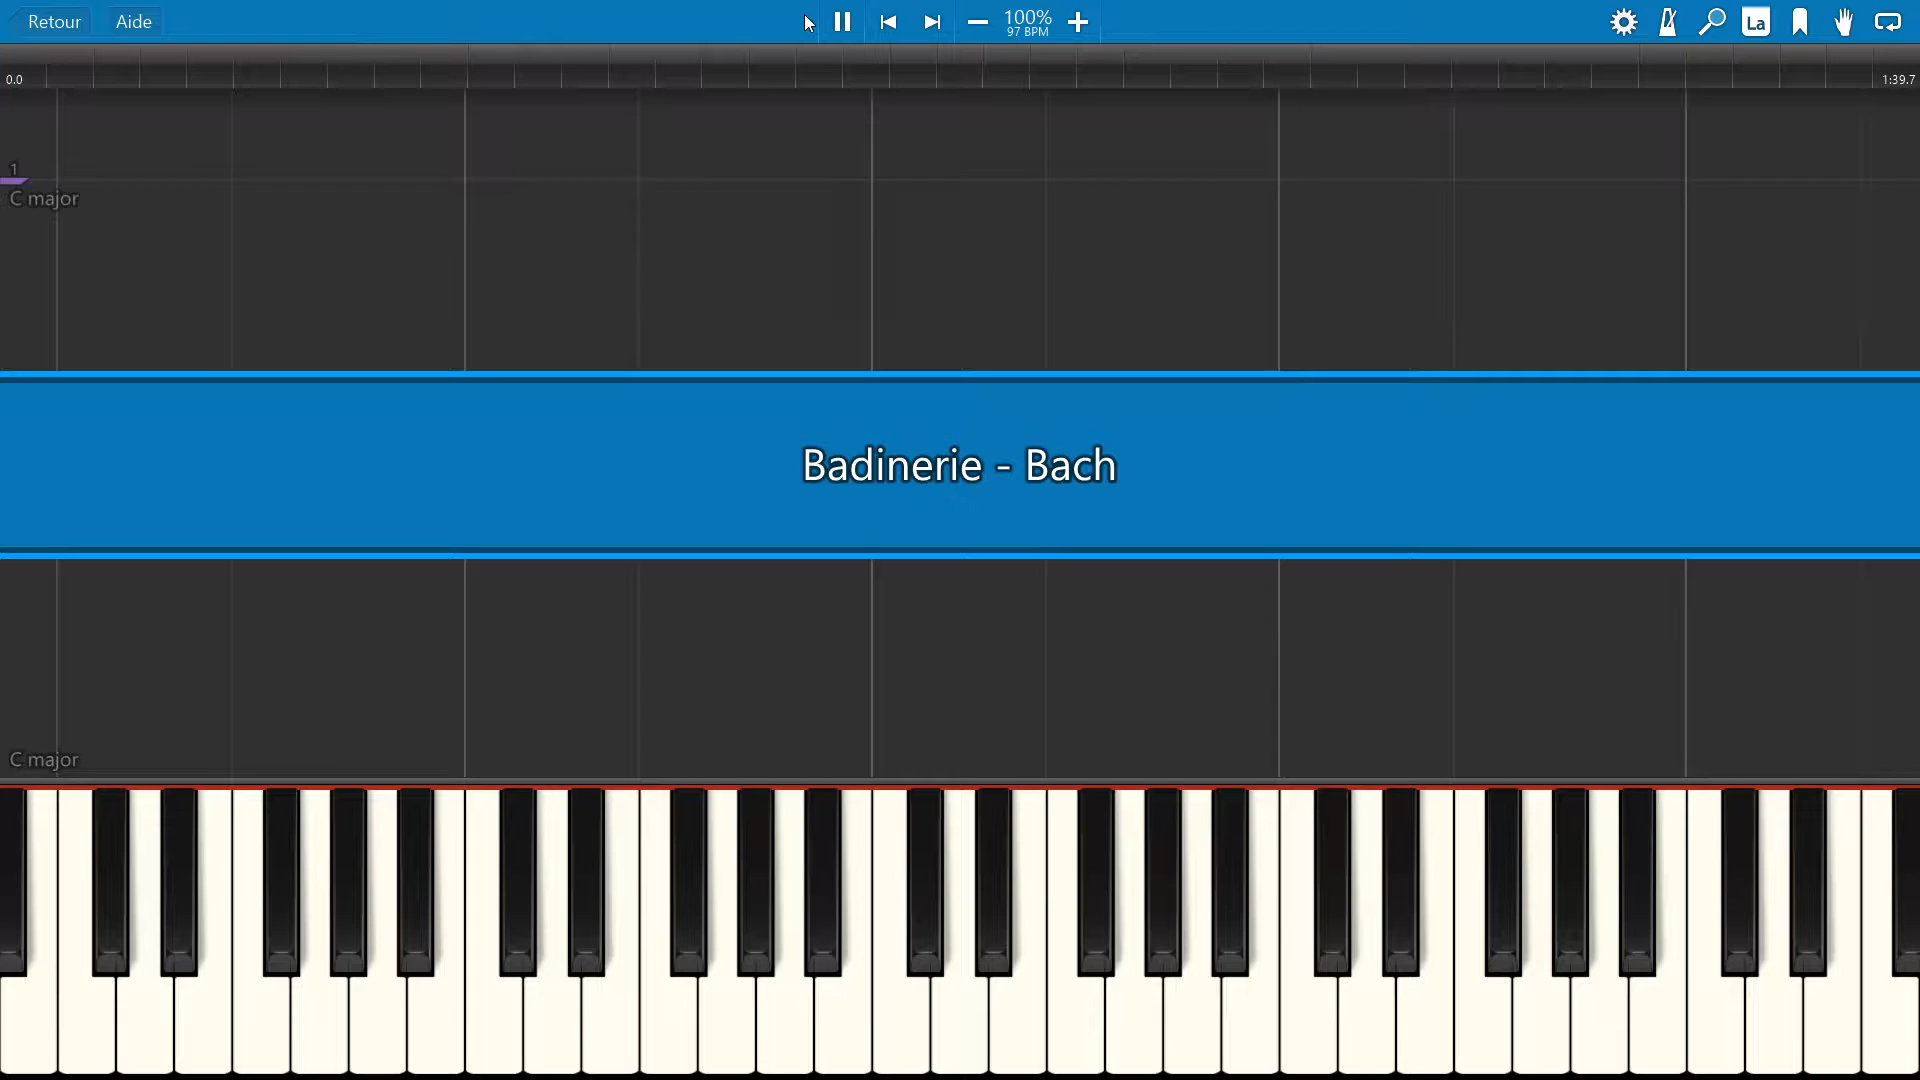 Retour Aide 100% La
97 BPM
0.0 1:39.7
1
C major
Badinerie - Bach
C major